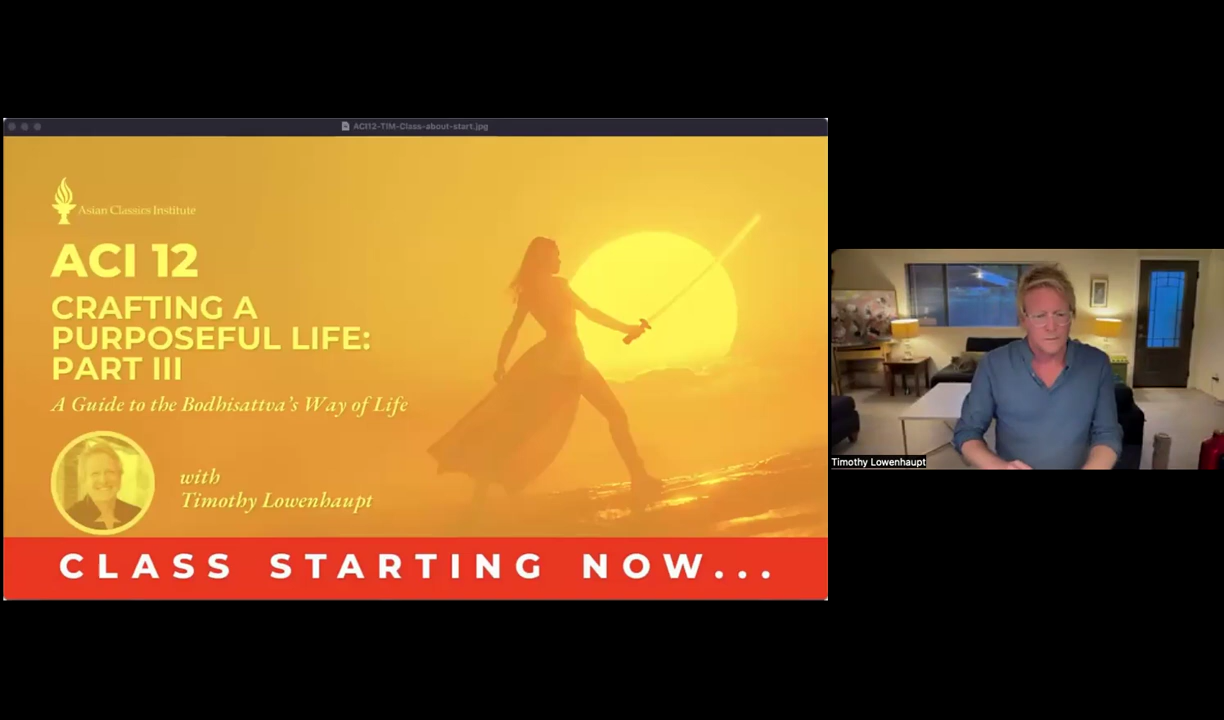 ACI12-TIM-Class-about-start.jpg
Asian Classics Institute
ACI 12
CRAFTING A
PURPOSEFUL LIFE:
PART III
A Guide to the Bodhisattva's Way of Life
with
Timothy Lowenhaupt
CLASS STARTING NOW...
Timothy Lowenhaupt